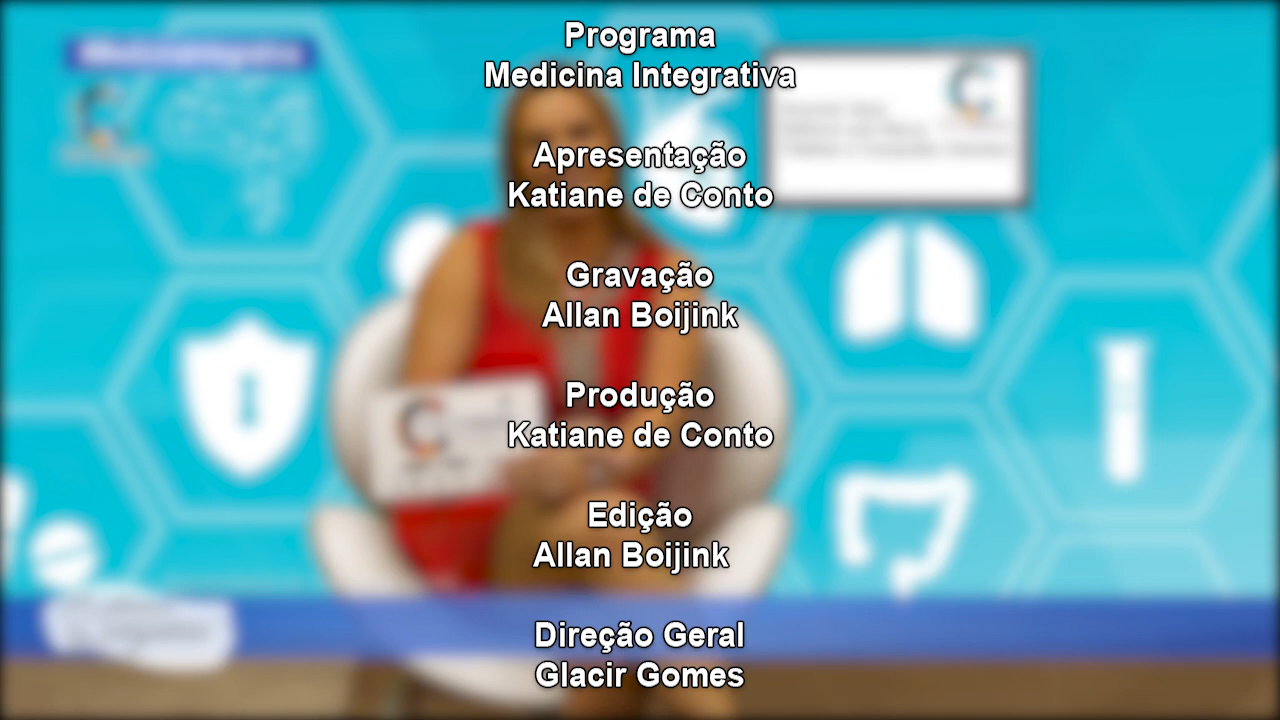 Programa
Medicina Integrativa
Apresentação
Katiane de Conto
Gravação
Allan Boijink
Produção
Katiane de Conto
Edição
Allan Boijink
Direção Geral
Glacir Gomes